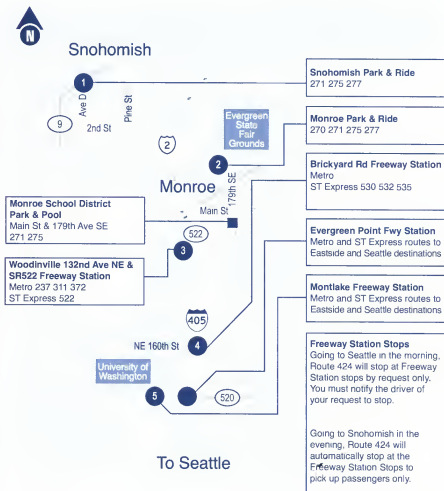 N
Snohomish
1
Ave D
Pine St
9
2nd St
2
Evergreen
State
Fair
Grounds
2
Monroe
179th SE
Main St
522
3
405
NE 160th St
4
University of
Washington
5
520
To Seattle
Monroe School District
Park & Pool
Main St & 179th Ave SE
271 275
Woodinville 132nd Ave NE &
SR522 Freeway Station
Metro 237 311 372
ST Express 522
Snohomish Park & Ride
271 275 277
Monroe Park & Ride
270 271 275 277
Brickyard Rd Freeway Station
Metro
ST Express 530 532 535
Evergreen Point Fwy Station
Metro and ST Express routes to
Eastside and Seattle destinations
Montlake Freeway Station
Metro and ST Express routes to
Eastside and Seattle destinations
Freeway Station Stops
Going to Seattle in the morning,
Route 424 will stop at Freeway
Station stops by request only.
You must notify the driver of
your request to stop.
Going to Snohomish in the
evening, Route 424 will
automatically stop at the
Freeway Station Stops to
pick up passengers only.